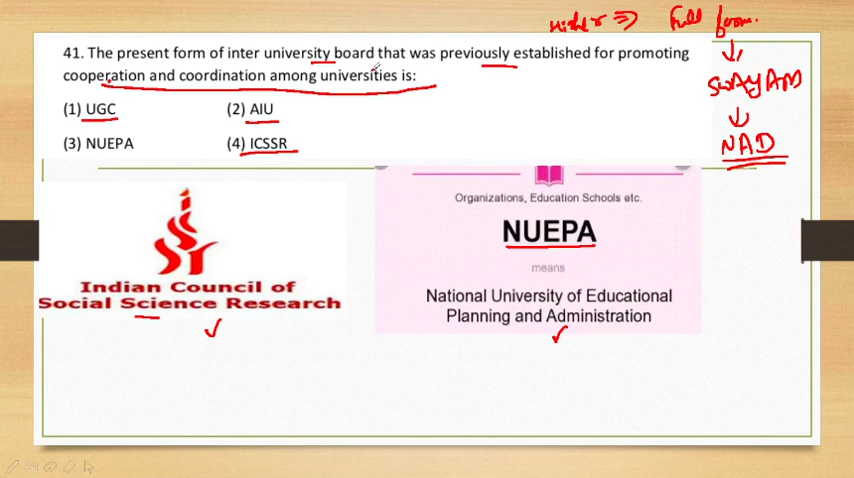 Higher ⇒ Full form.
41. The present form of inter university board that was previously established for promoting
cooperation and coordination among universities is:
SWAYAM
(1) UGC (2) AIU
(3) NUEPA (4) ICSSR
NAD
Organizations, Education Schools etc.
NUEPA
means
National University of Educational
Planning and Administration
Indian Council of
Social Science Research